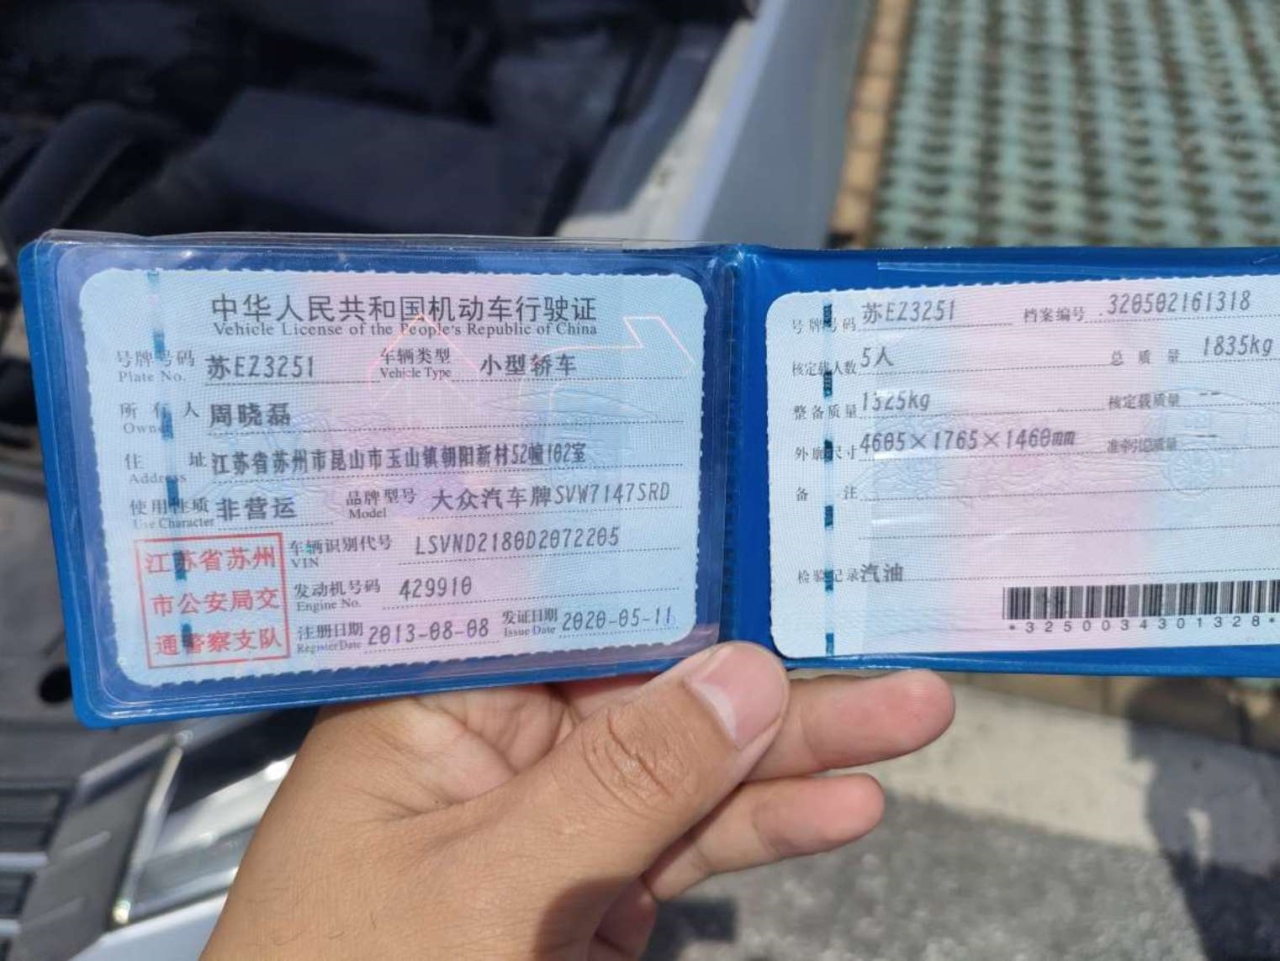 中华人民共和国机动车行驶证
Vehicle License of the People's Republic of China
号牌号码 苏EZ3251 车辆类型 小型轿车
Plate No. Vehicle Type
所有人 周晓磊
Owner
住址 江苏省苏州市昆山市玉山镇朝阳新村52幢102室
Address
使用性质 非营运 品牌型号 大众汽车牌SVW7147SRD
Use Character Model
江苏省苏州
市公安局交
通警察支队
车辆识别代号 LSVND2180D2072205
VIN
发动机号码 429910
Engine No.
注册日期 2013-08-08 发证日期 2020-05-11
Register Date Issue Date
号牌号码 苏EZ3251 档案编号 320502161318
核定载人数 5人 总质量 1835kg
整备质量 1325kg 核定载质量 --
外廓尺寸 4605×1765×1460mm 准牵引总质量 --
备注
检验记录 汽油
*3250034301328*